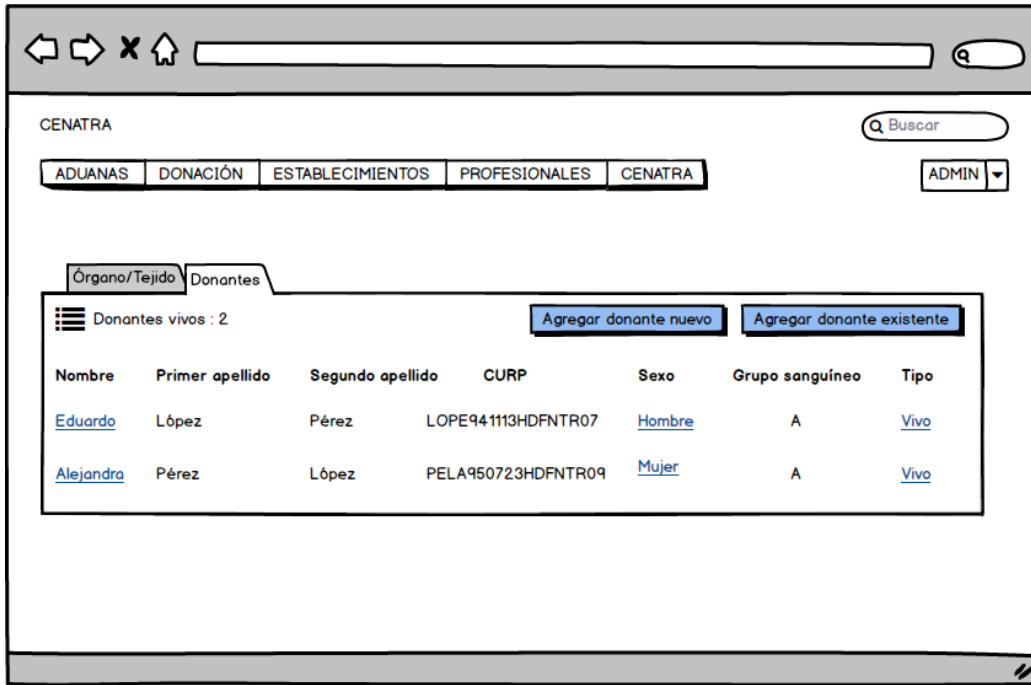 CENATRA
Buscar
ADUANAS DONACIÓN ESTABLECIMIENTOS PROFESIONALES CENATRA ADMIN
Órgano/Tejido Donantes
Donantes vivos : 2 Agregar donante nuevo Agregar donante existente
Nombre Primer apellido Segundo apellido CURP Sexo Grupo sanguíneo Tipo
Eduardo López Pérez LOPE941113HDFNTR07 Hombre A Vivo
Alejandra Pérez López PELA950723HDFNTR09 Mujer A Vivo